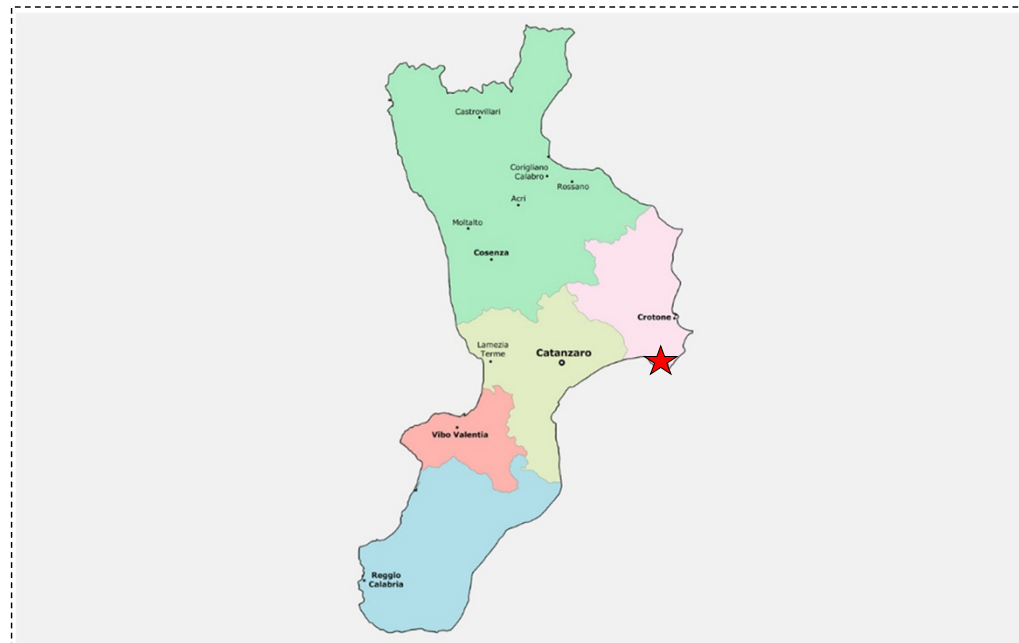 Castrovillari
Corigliano
Calabro
Rossano
Acri
Moltalto
Cosenza
Crotone
Lamezia
Terme
Catanzaro
Vibo Valentia
Reggio
Calabria